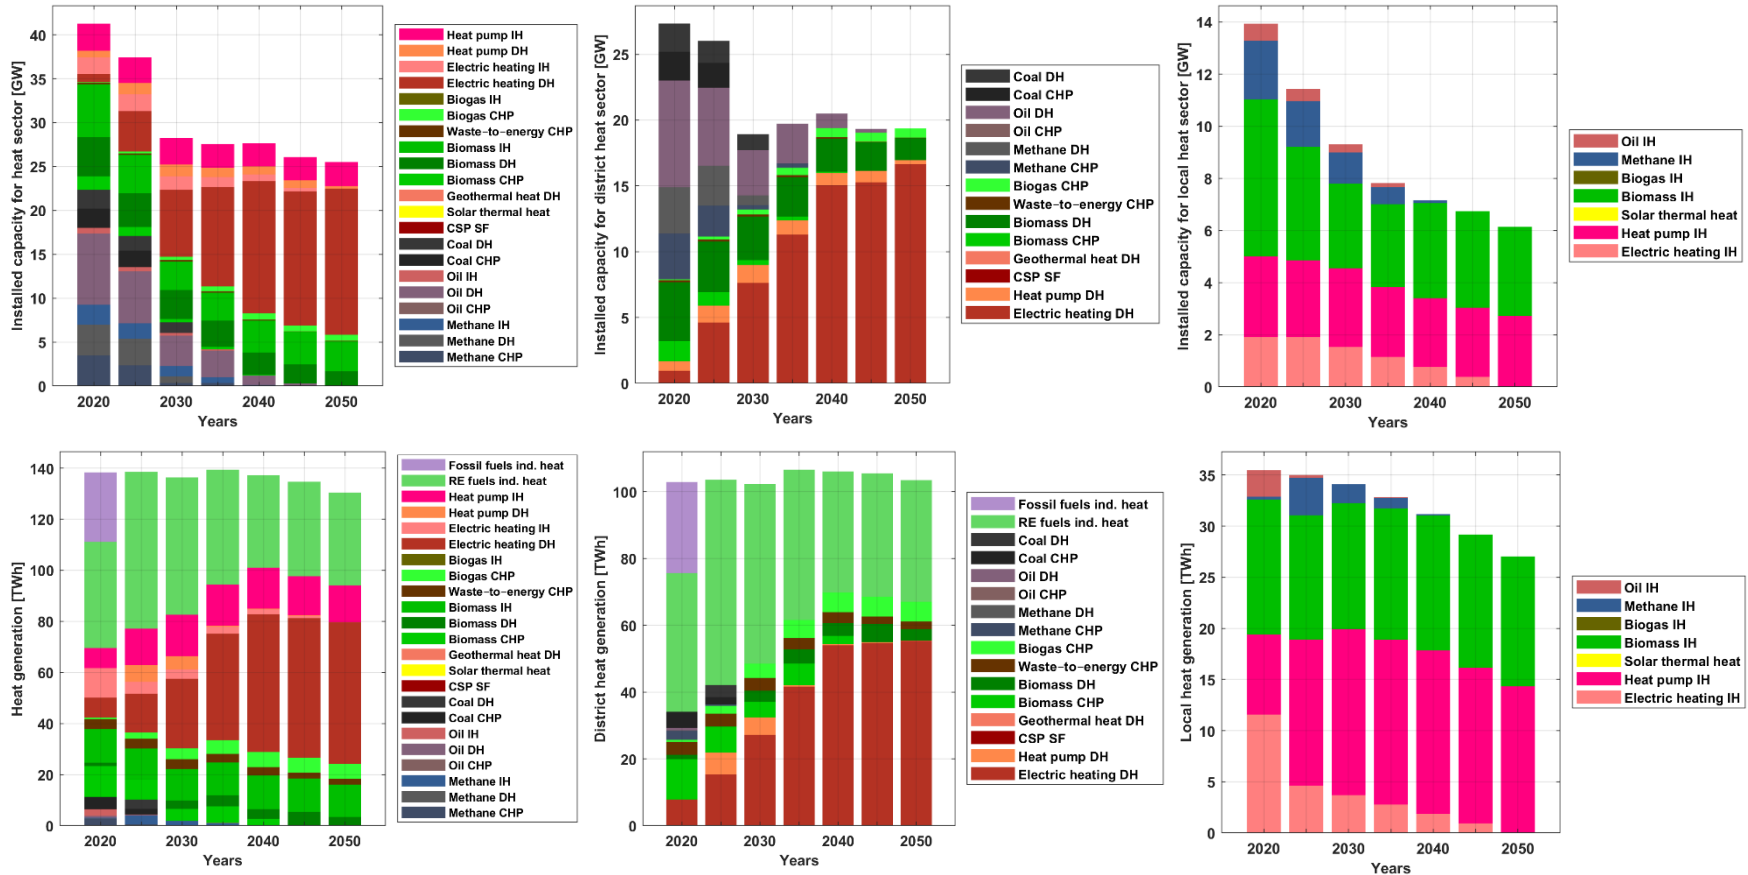 Installed capacity for heat sector [GW]
40
35
30
25
20
15
10
5
0
2020
2030
2040
2050
Years
Heat pump IH
Heat pump DH
Electric heating IH
Electric heating DH
Biogas IH
Biogas CHP
Waste-to-energy CHP
Biomass IH
Biomass DH
Biomass CHP
Geothermal heat DH
Solar thermal heat
CSP SF
Coal DH
Coal CHP
Oil IH
Oil DH
Oil CHP
Methane IH
Methane DH
Methane CHP
Installed capacity for district heat sector [GW]
25
20
15
10
5
0
2020
2030
2040
2050
Years
Coal DH
Coal CHP
Oil DH
Oil CHP
Methane DH
Methane CHP
Biogas CHP
Waste-to-energy CHP
Biomass DH
Biomass CHP
Geothermal heat DH
CSP SF
Heat pump DH
Electric heating DH
Installed capacity for local heat sector [GW]
14
12
10
8
6
4
2
0
2020
2030
2040
2050
Years
Oil IH
Methane IH
Biogas IH
Biomass IH
Solar thermal heat
Heat pump IH
Electric heating IH
Heat generation [TWh]
140
120
100
80
60
40
20
0
2020
2030
2040
2050
Years
Fossil fuels ind. heat
RE fuels ind. heat
Heat pump IH
Heat pump DH
Electric heating IH
Electric heating DH
Biogas IH
Biogas CHP
Waste-to-energy CHP
Biomass IH
Biomass DH
Biomass CHP
Geothermal heat DH
Solar thermal heat
CSP SF
Coal DH
Coal CHP
Oil IH
Oil DH
Oil CHP
Methane IH
Methane DH
Methane CHP
District heat generation [TWh]
100
80
60
40
20
0
2020
2030
2040
2050
Years
Fossil fuels ind. heat
RE fuels ind. heat
Coal DH
Coal CHP
Oil DH
Oil CHP
Methane DH
Methane CHP
Biogas CHP
Waste-to-energy CHP
Biomass DH
Biomass CHP
Geothermal heat DH
CSP SF
Heat pump DH
Electric heating DH
Local heat generation [TWh]
35
30
25
20
15
10
5
0
2020
2030
2040
2050
Years
Oil IH
Methane IH
Biogas IH
Biomass IH
Solar thermal heat
Heat pump IH
Electric heating IH